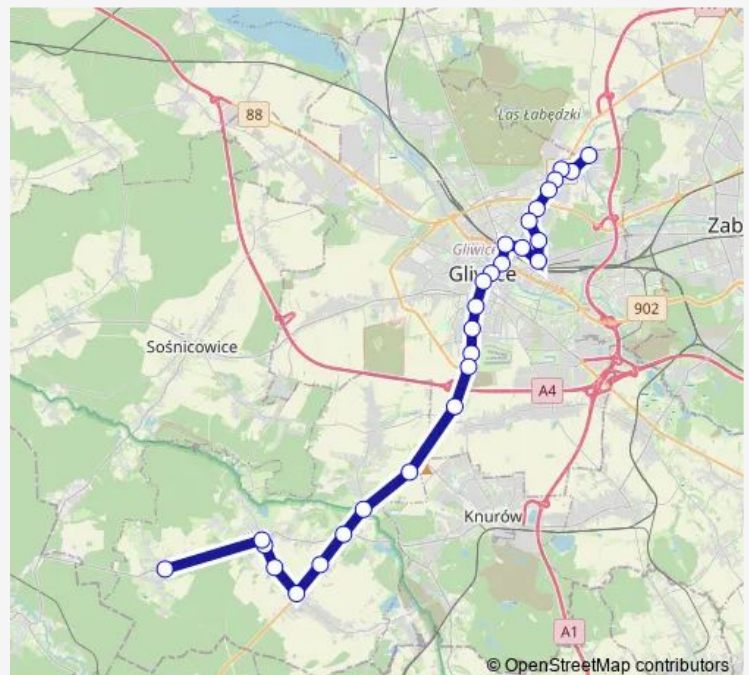 88
Las Łabędzki
Zab
Gliwice
Gliwice
902
Sośnicowice
A4
Knurów
A1
© OpenStreetMap contributors